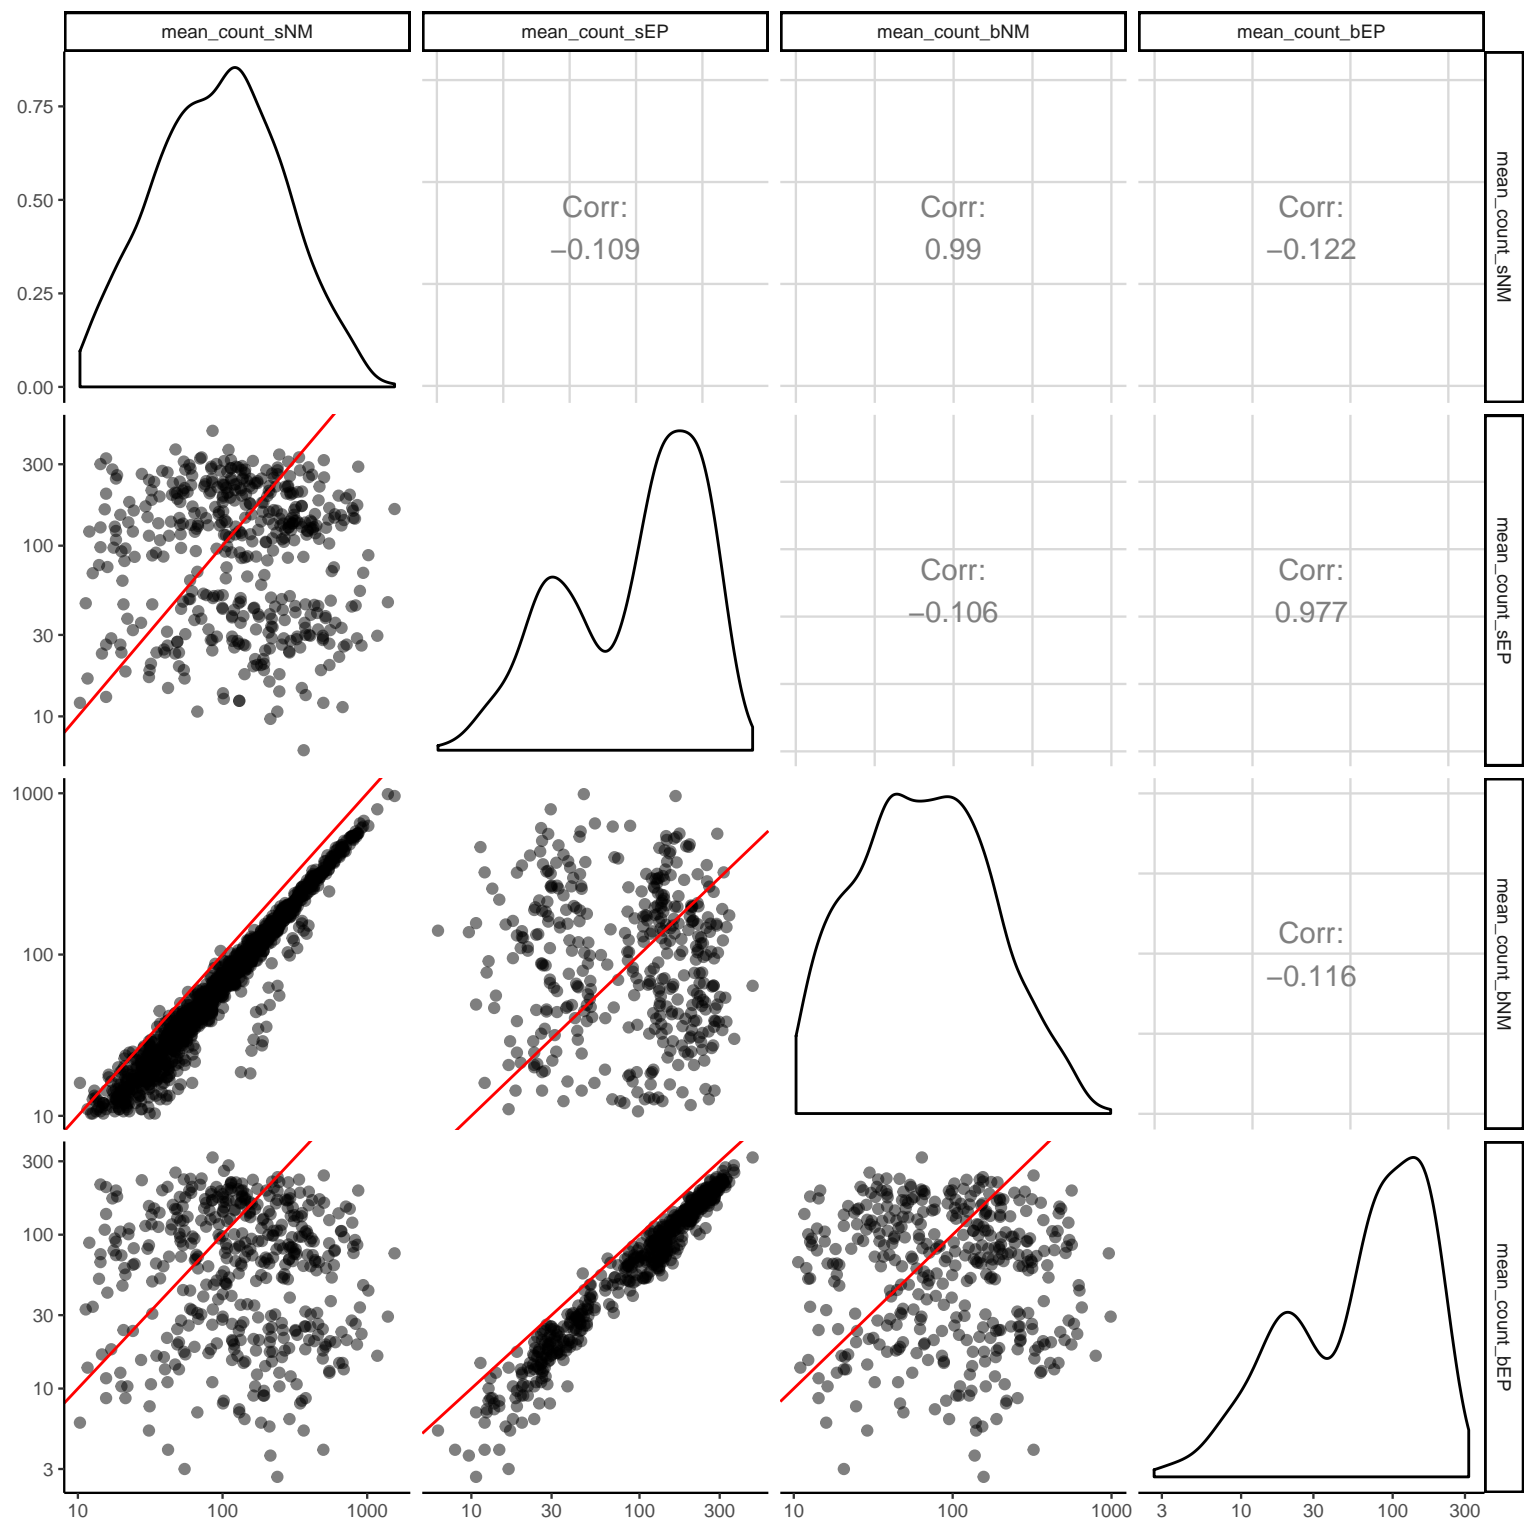 mean_count_sNM mean_count_sEP mean_count_bNM mean_count_bEP
0.75
0.50
0.25
0.00
Corr:
−0.109
Corr:
0.99
Corr:
−0.122
mean_count_sNM
300
100
30
10
Corr:
−0.106
Corr:
0.977
mean_count_sEP
1000
100
10
Corr:
−0.116
mean_count_bNM
300
100
30
10
3
mean_count_bEP
10 100 1000 10 30 100 300 10 100 1000 3 10 30 100 300